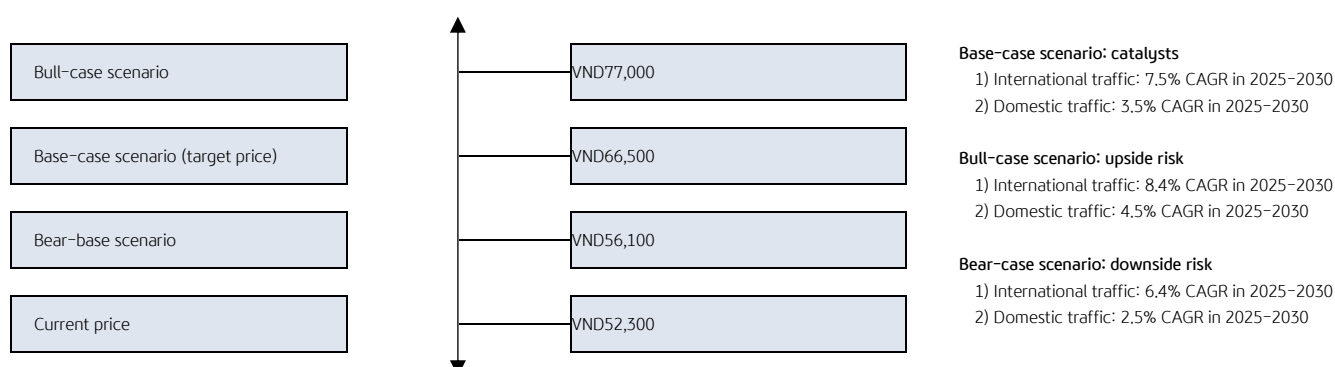 Bull-case scenario
VND77,000
Base-case scenario (target price)
VND66,500
Bear-base scenario
VND56,100
Current price
VND52,300
Base-case scenario: catalysts
1) International traffic: 7.5% CAGR in 2025-2030
2) Domestic traffic: 3.5% CAGR in 2025-2030
Bull-case scenario: upside risk
1) International traffic: 8.4% CAGR in 2025-2030
2) Domestic traffic: 4.5% CAGR in 2025-2030
Bear-case scenario: downside risk
1) International traffic: 6.4% CAGR in 2025-2030
2) Domestic traffic: 2.5% CAGR in 2025-2030